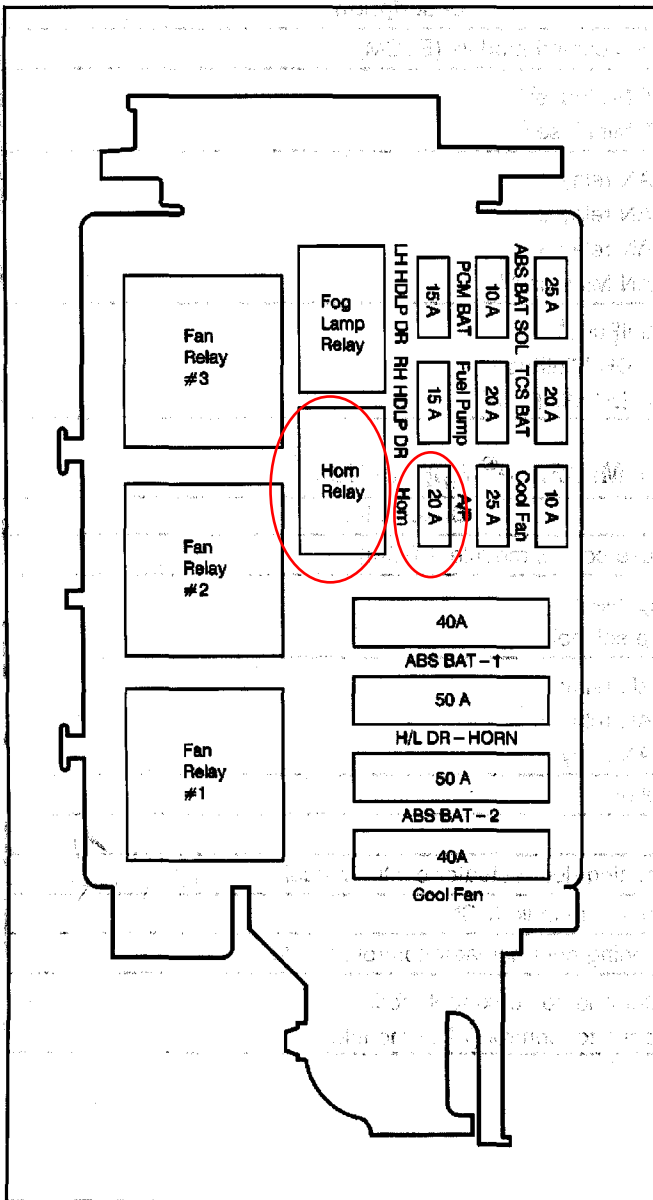 Fog
Lamp
Relay
Fan
Relay
#3
Horn
Relay
Fan
Relay
#2
Fan
Relay
#1
LH HDLP DR
15 A
PCM BAT
10 A
ABS BAT SOL
25 A
RH HDLP DR
15 A
Fuel Pump
20 A
TCS BAT
20 A
Horn
20 A
A/P
25 A
Cool Fan
10 A
40A
ABS BAT – 1
50 A
H/L DR – HORN
50 A
ABS BAT – 2
40A
Cool Fan